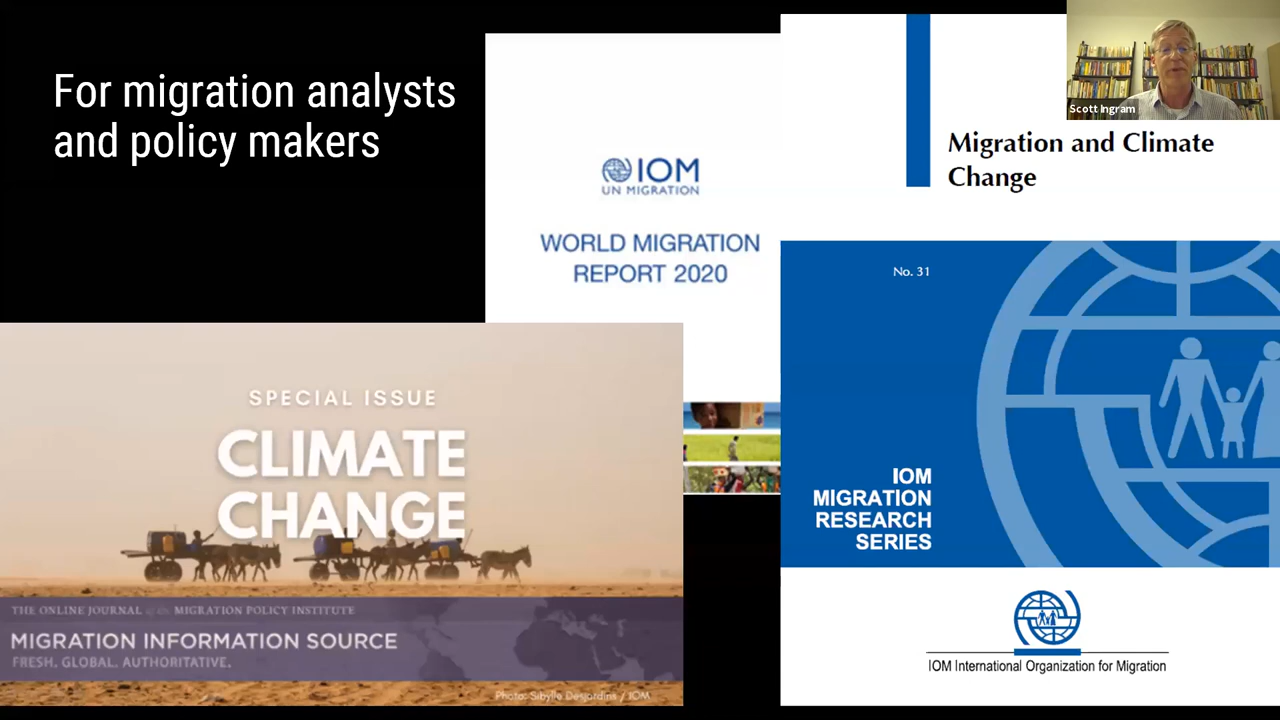 For migration analysts
and policy makers
IOM
UN MIGRATION
WORLD MIGRATION
REPORT 2020
Scott Ingram
Migration and Climate
Change
No. 31
IOM
MIGRATION
RESEARCH
SERIES
IOM International Organization for Migration
SPECIAL ISSUE
CLIMATE
CHANGE
THE ONLINE JOURNAL of the MIGRATION POLICY INSTITUTE
MIGRATION INFORMATION SOURCE
FRESH. GLOBAL. AUTHORITATIVE.
Photo: Sibylle Desjardins / IOM